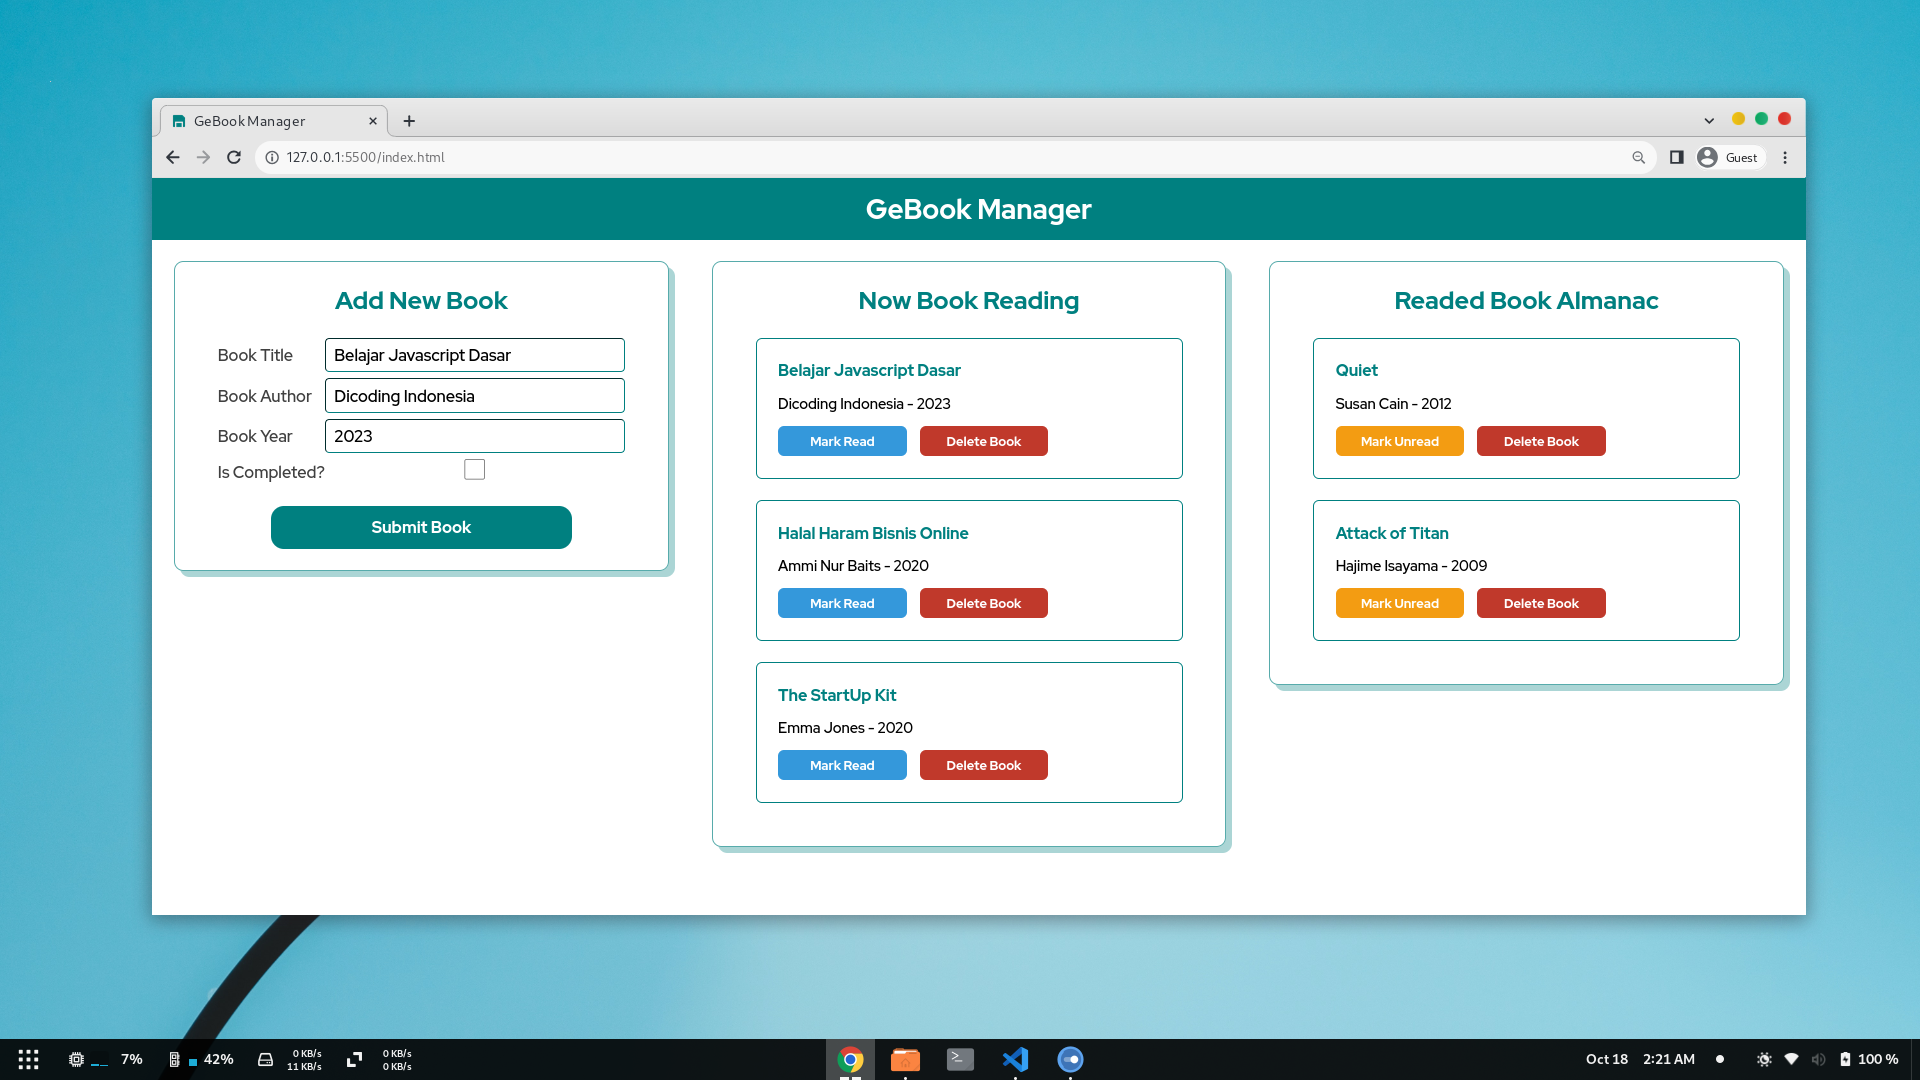 GeBook Manager
127.0.0.1:5500/index.html
Guest
GeBook Manager
Add New Book
Book Title
Belajar Javascript Dasar
Book Author
Dicoding Indonesia
Book Year
2023
Is Completed?
Submit Book
Now Book Reading
Belajar Javascript Dasar
Dicoding Indonesia - 2023
Mark Read
Delete Book
Halal Haram Bisnis Online
Ammi Nur Baits - 2020
Mark Read
Delete Book
The StartUp Kit
Emma Jones - 2020
Mark Read
Delete Book
Readed Book Almanac
Quiet
Susan Cain - 2012
Mark Unread
Delete Book
Attack of Titan
Hajime Isayama - 2009
Mark Unread
Delete Book
7%
42%
0 KB/s
11 KB/s
0 KB/s
0 KB/s
Oct 18 2:21 AM
100 %